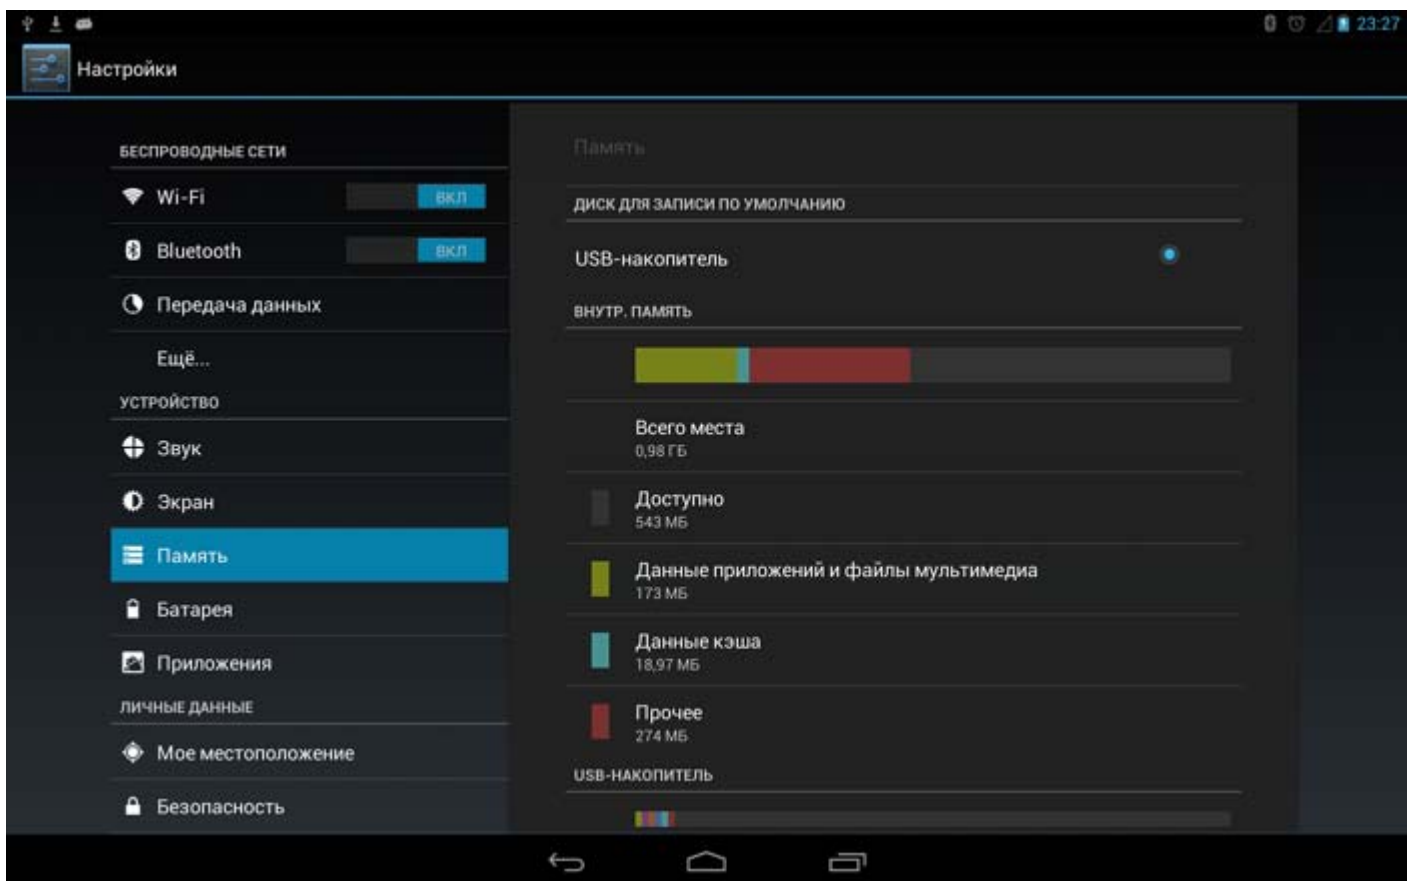 23:27
Настройки
БЕСПРОВОДНЫЕ СЕТИ
Wi-Fi
ВКЛ
Bluetooth
ВКЛ
Передача данных
Ещё...
УСТРОЙСТВО
Звук
Экран
Память
Батарея
Приложения
ЛИЧНЫЕ ДАННЫЕ
Мое местоположение
Безопасность
Память
ДИСК ДЛЯ ЗАПИСИ ПО УМОЛЧАНИЮ
USB-накопитель
ВНУТР. ПАМЯТЬ
Всего места
0,98 ГБ
Доступно
543 МБ
Данные приложений и файлы мультимедиа
173 МБ
Данные кэша
18,97 МБ
Прочее
274 МБ
USB-НАКОПИТЕЛЬ